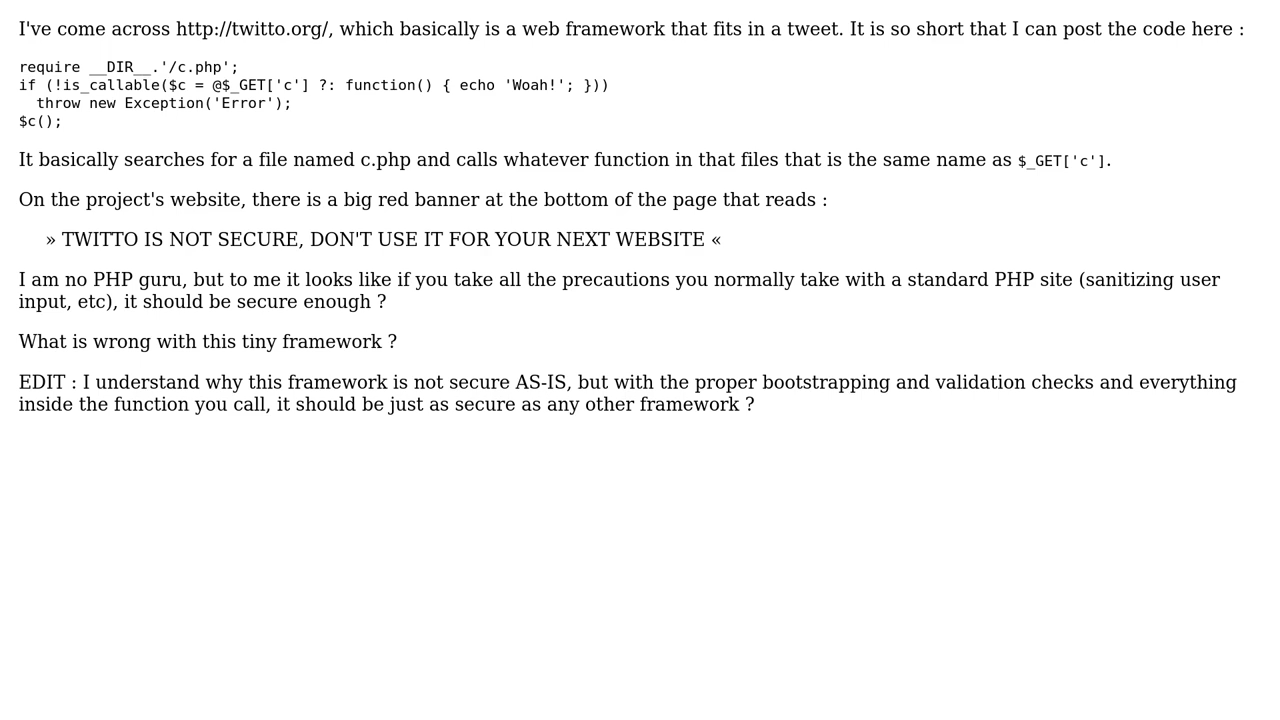 I've come across http://twitto.org/, which basically is a web framework that fits in a tweet. It is so short that I can post the code here :
require __DIR__.'/c.php';
if (!is_callable($c = @$_GET['c'] ?: function() { echo 'Woah!'; }))
  throw new Exception('Error');
$c();
It basically searches for a file named c.php and calls whatever function in that files that is the same name as $_GET['c'].
On the project's website, there is a big red banner at the bottom of the page that reads :
» TWITTO IS NOT SECURE, DON'T USE IT FOR YOUR NEXT WEBSITE «
I am no PHP guru, but to me it looks like if you take all the precautions you normally take with a standard PHP site (sanitizing user
input, etc), it should be secure enough ?
What is wrong with this tiny framework ?
EDIT : I understand why this framework is not secure AS-IS, but with the proper bootstrapping and validation checks and everything
inside the function you call, it should be just as secure as any other framework ?